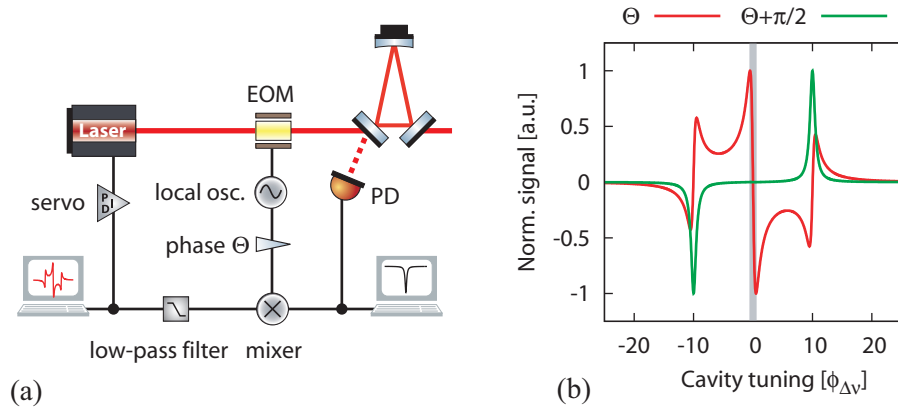 EOM
Laser
servo
P
I
D
local osc.
PD
phase Θ
low-pass filter
mixer
(a)
Θ
Θ+π/2
Norm. signal [a.u.]
1
0.5
0
-0.5
-1
-20
-10
0
10
20
Cavity tuning [ϕΔν]
(b)